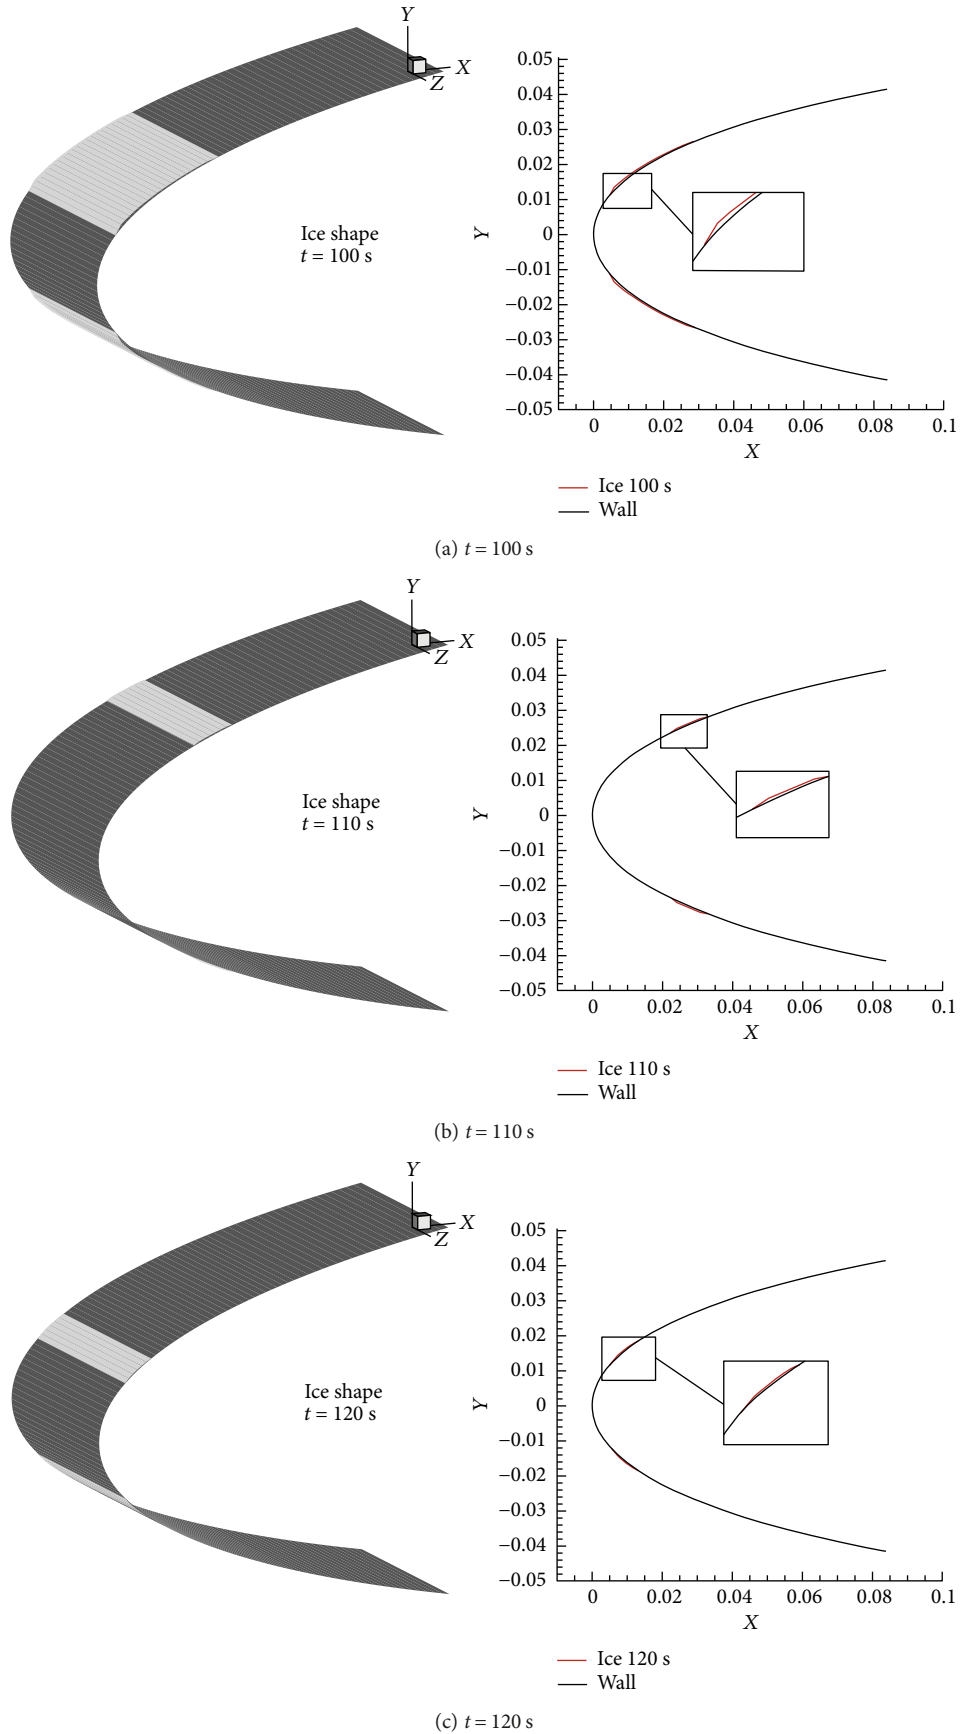 Y
X
Z
Ice shape
t = 100 s
0.05
0.04
0.03
0.02
0.01
0
−0.01
−0.02
−0.03
−0.04
−0.05
Y
0 0.02 0.04 0.06 0.08 0.1
X
Ice 100 s
Wall
(a) t = 100 s
Y
X
Z
Ice shape
t = 110 s
0.05
0.04
0.03
0.02
0.01
0
−0.01
−0.02
−0.03
−0.04
−0.05
Y
0 0.02 0.04 0.06 0.08 0.1
X
Ice 110 s
Wall
(b) t = 110 s
Y
X
Z
Ice shape
t = 120 s
0.05
0.04
0.03
0.02
0.01
0
−0.01
−0.02
−0.03
−0.04
−0.05
Y
0 0.02 0.04 0.06 0.08 0.1
X
Ice 120 s
Wall
(c) t = 120 s